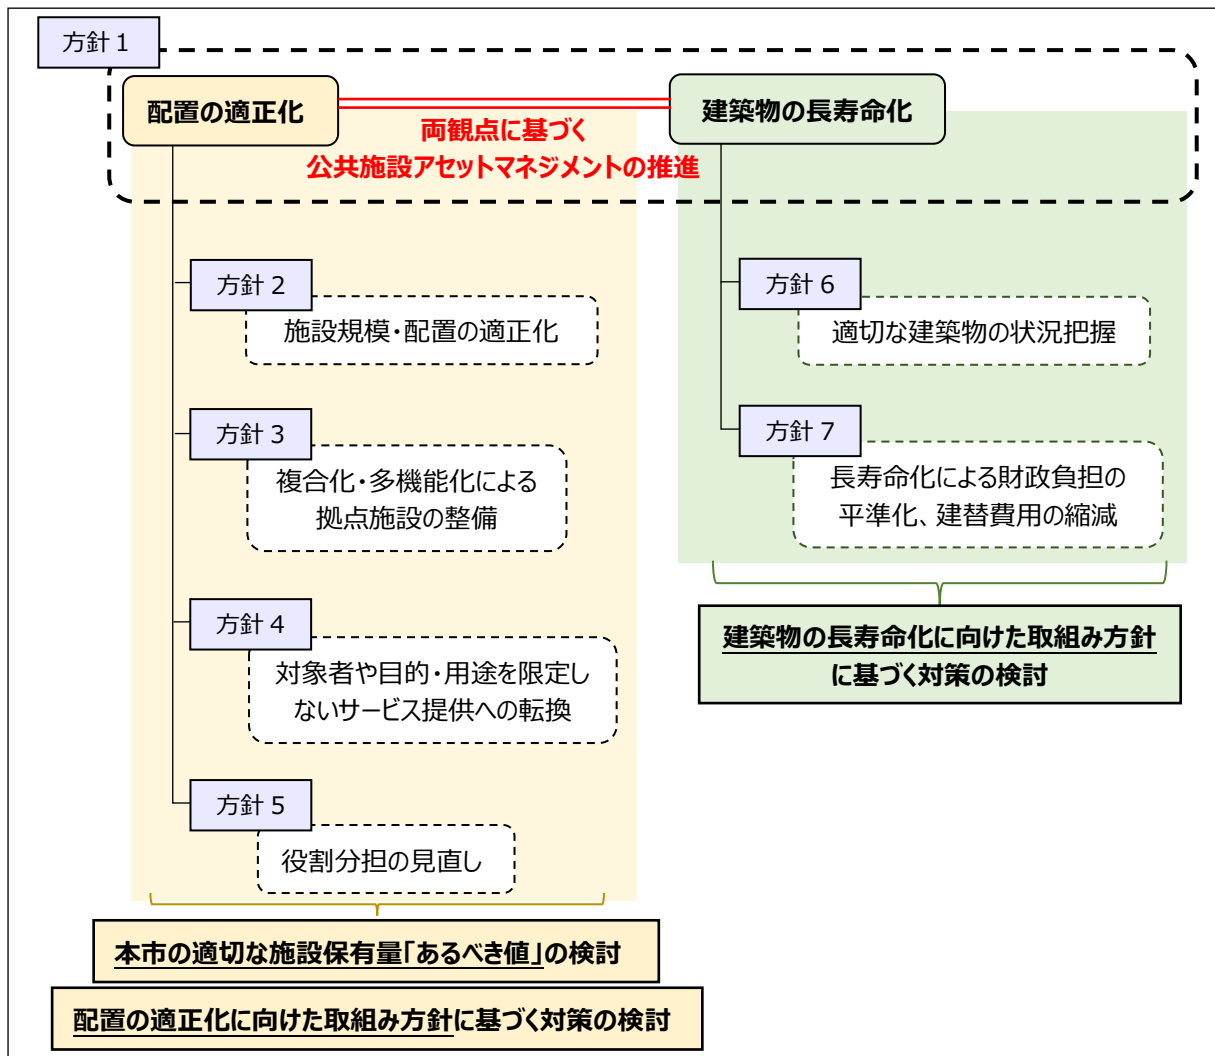 方針1
配置の適正化
建築物の長寿命化
両観点に基づく
公共施設アセットマネジメントの推進
方針2
施設規模・配置の適正化
方針3
複合化・多機能化による
拠点施設の整備
方針4
対象者や目的・用途を限定し
ないサービス提供への転換
方針5
役割分担の見直し
本市の適切な施設保有量「あるべき値」の検討
配置の適正化に向けた取組み方針に基づく対策の検討
方針6
適切な建築物の状況把握
方針7
長寿命化による財政負担の
平準化、建替費用の縮減
建築物の長寿命化に向けた取組み方針
に基づく対策の検討